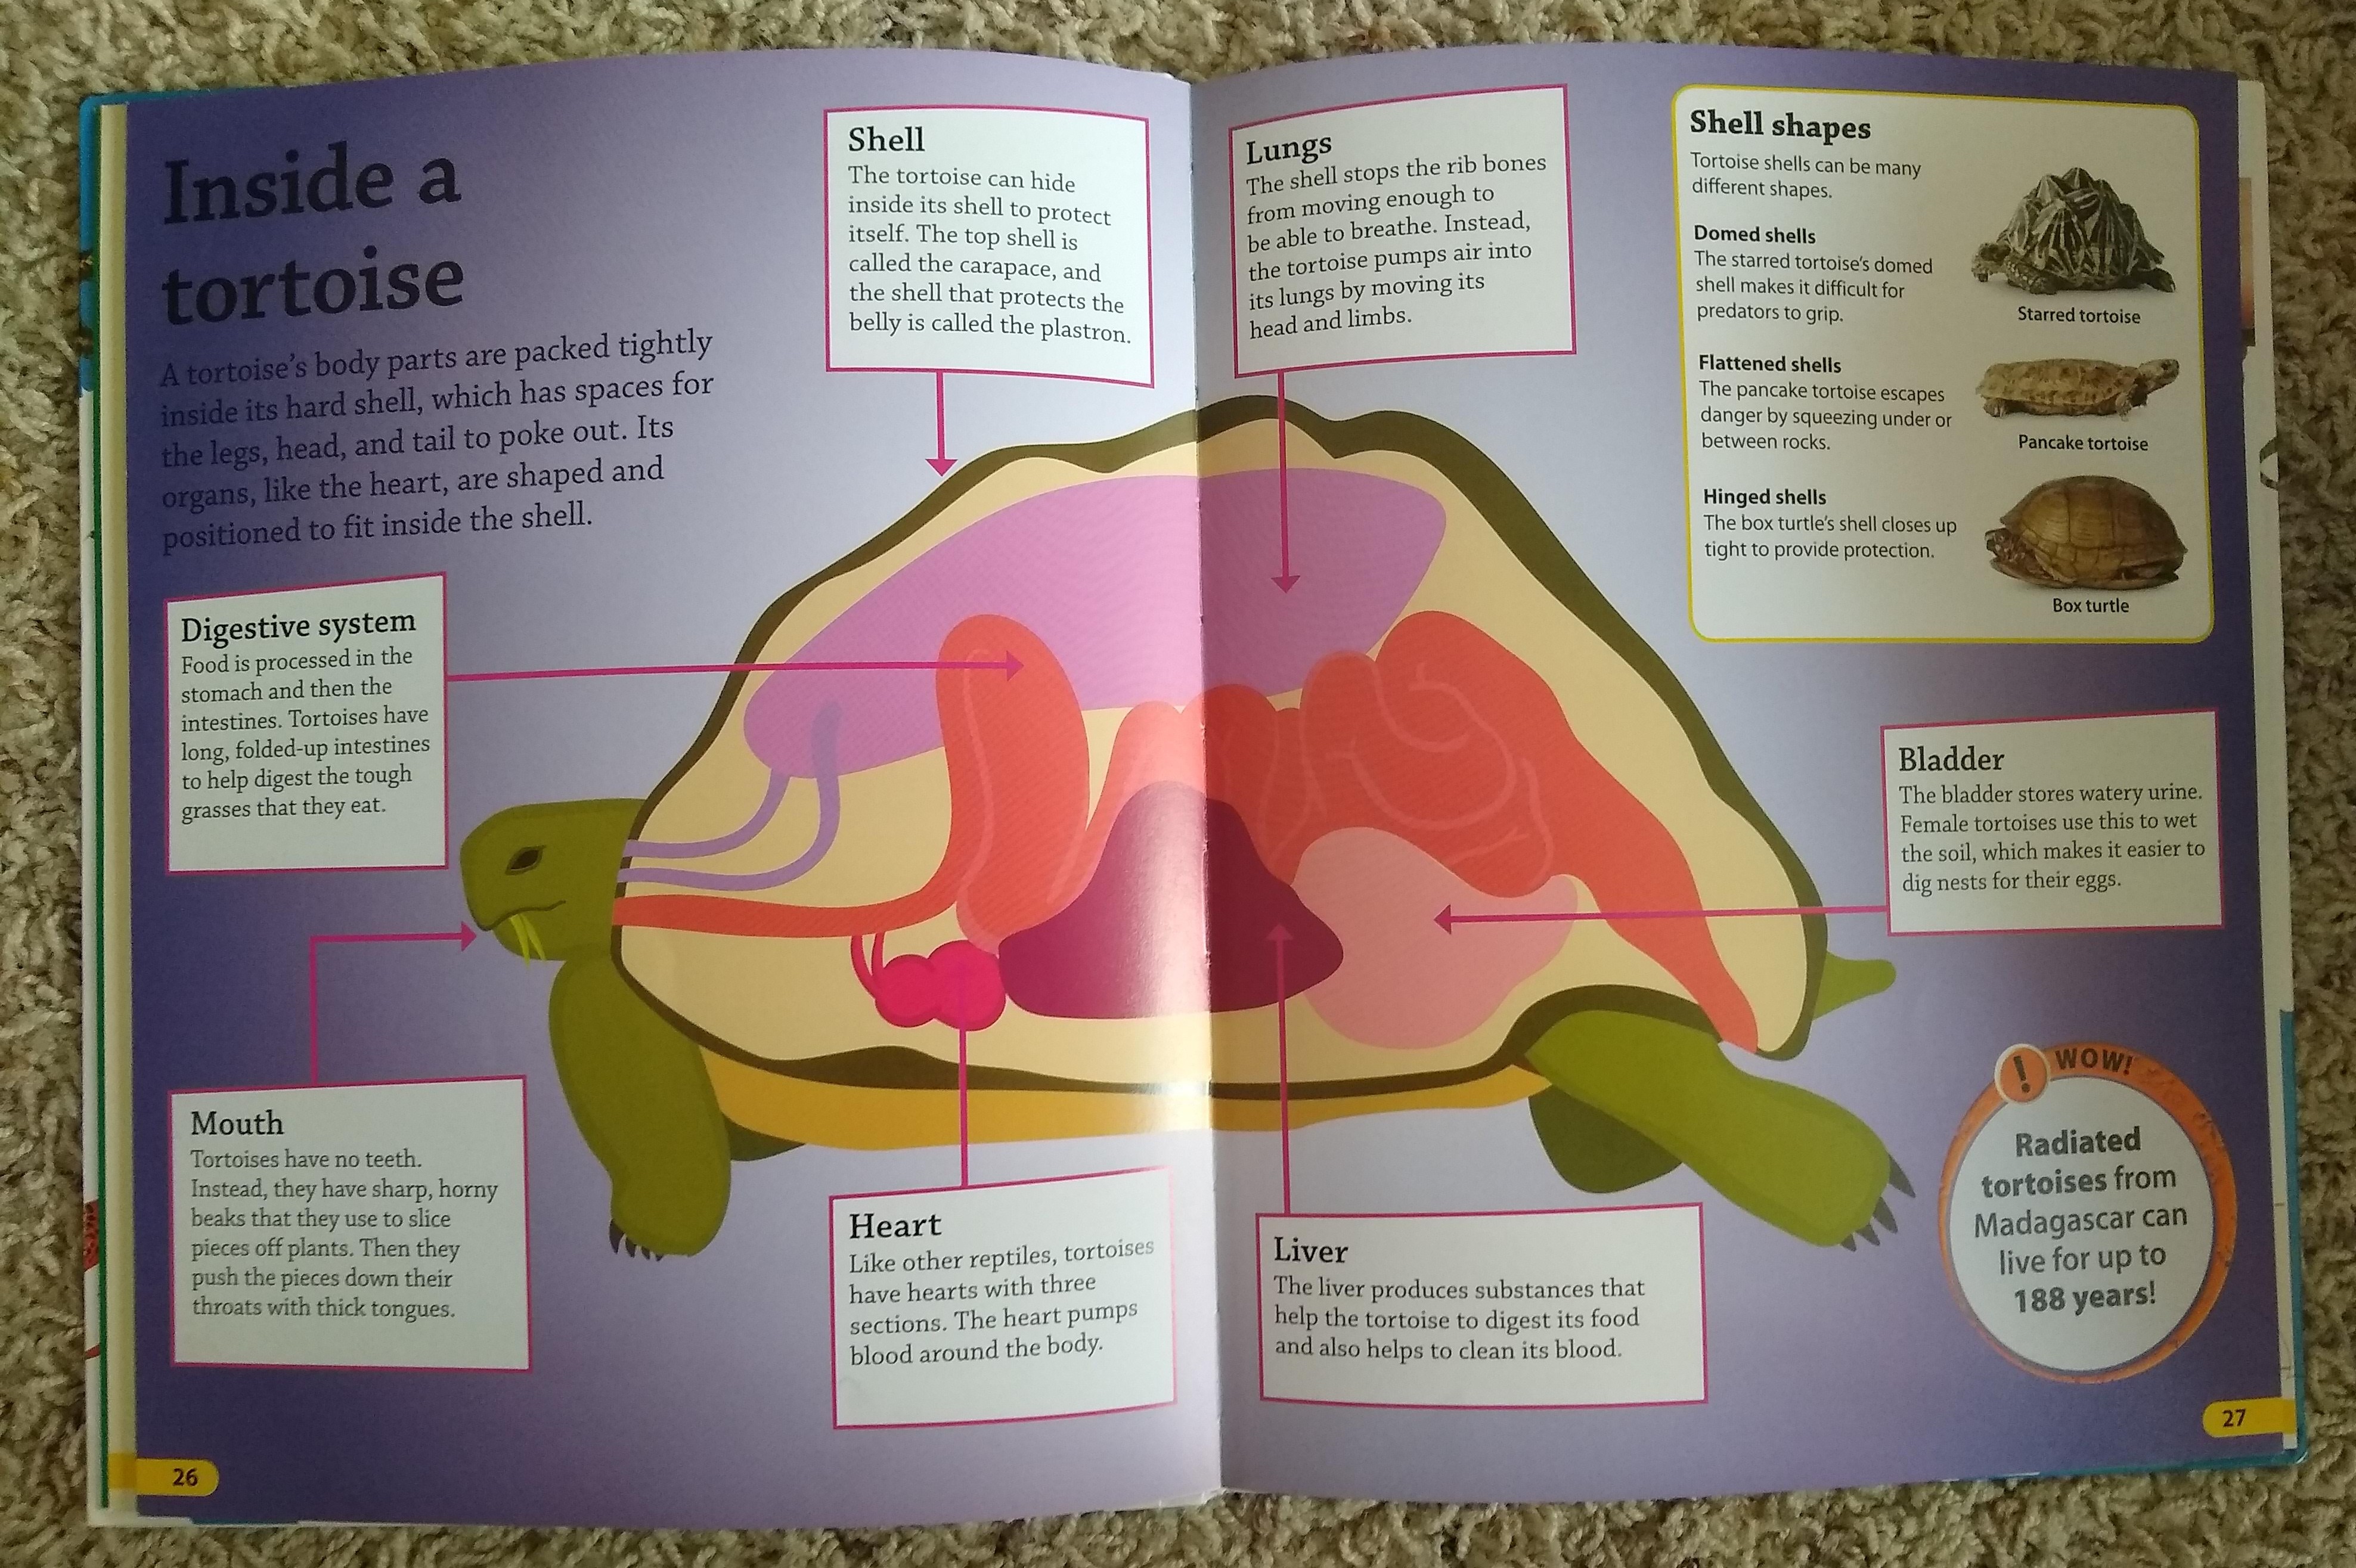 Inside a
tortoise
A tortoise's body parts are packed tightly
inside its hard shell, which has spaces for
the legs, head, and tail to poke out. Its
organs, like the heart, are shaped and
positioned to fit inside the shell.
Digestive system
Food is processed in the
stomach and then the
intestines. Tortoises have
long, folded-up intestines
to help digest the tough
grasses that they eat.
Mouth
Tortoises have no teeth.
Instead, they have sharp, horny
beaks that they use to slice
pieces off plants. Then they
push the pieces down their
throats with thick tongues.
Shell
The tortoise can hide
inside its shell to protect
itself. The top shell is
called the carapace, and
the shell that protects the
belly is called the plastron.
Heart
Like other reptiles, tortoises
have hearts with three
sections. The heart pumps
blood around the body.
26
Lungs
The shell stops the rib bones
from moving enough to
be able to breathe. Instead,
the tortoise pumps air into
its lungs by moving its
head and limbs.
Liver
The liver produces substances that
help the tortoise to digest its food
and also helps to clean its blood.
Shell shapes
Tortoise shells can be many
different shapes.
Domed shells
The starred tortoise's domed
shell makes it difficult for
predators to grip.
Starred tortoise
Flattened shells
The pancake tortoise escapes
danger by squeezing under or
between rocks.
Pancake tortoise
Hinged shells
The box turtle's shell closes up
tight to provide protection.
Box turtle
Bladder
The bladder stores watery urine.
Female tortoises use this to wet
the soil, which makes it easier to
dig nests for their eggs.
! WOW!
Radiated
tortoises from
Madagascar can
live for up to
188 years!
27